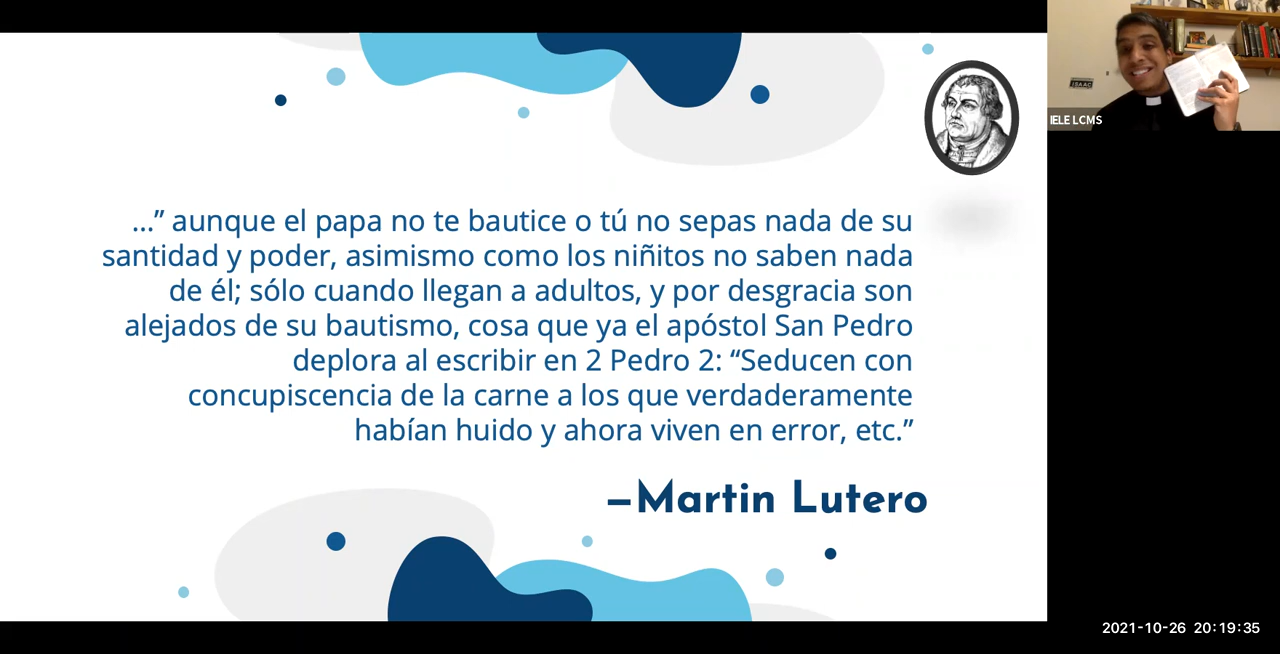 …” aunque el papa no te bautice o tú no sepas nada de su
santidad y poder, asimismo como los niñitos no saben nada
de él; sólo cuando llegan a adultos, y por desgracia son
alejados de su bautismo, cosa que ya el apóstol San Pedro
deplora al escribir en 2 Pedro 2: “Seducen con
concupiscencia de la carne a los que verdaderamente
habían huido y ahora viven en error, etc.”
—Martin Lutero
ISAAC
IELE LCMS
2021-10-26 20:19:35